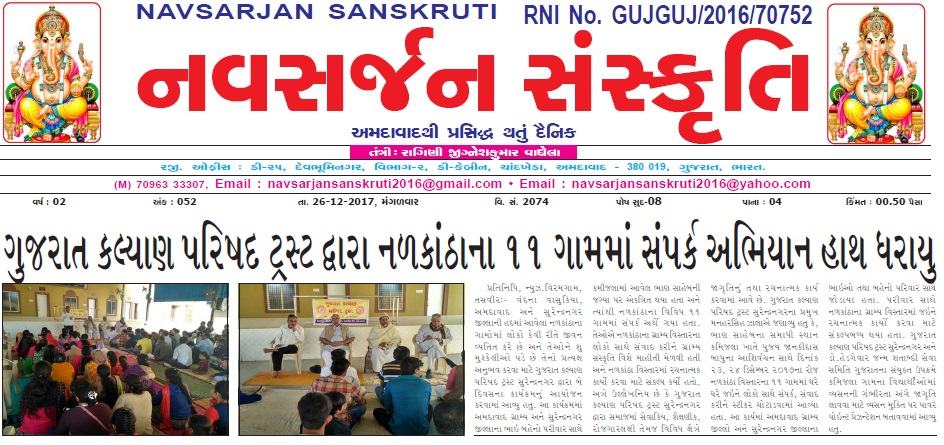 NAVSARJAN SANSKRUTI
RNI No. GUJGUJ/2016/70752
નવસર્જન સંસ્કૃતિ
અમદાવાદથી પ્રસિદ્ધ થતું દૈનિક
તંત્રી: રાગિણી જીગ્નેશકુમાર વાઘેલા
રજી. ઓફીસ : ડી-૨૫, દેવભૂમિનગર, વિભાગ-૨, ડી-કેબીન, ચાંદખેડા, અમદાવાદ - 380 019, ગુજરાત, ભારત.
(M) 70963 33307, Email : navsarjansanskruti2016@gmail.com • Email : navsarjansanskruti2016@yahoo.com
વર્ષ : 02 અંક : 052 તા. 26-12-2017, મંગળવાર વિ. સં. 2074 પોષ સુદ-08 પાના : 04 કિંમત : 00.50 પૈસા
ગુજરાત કલ્યાણ પરિષદ ટ્રસ્ટ દ્વારા નળકાંઠાના ૧૧ ગામમાં સંપર્ક અભિયાન હાથ ધરાયુ
પ્રતિનિધિ, ન્યુઝ.વિરમગામ,
તસવીરઃ- વંદના વાસુકિયા,
અમદાવાદ અને સુરેન્દ્રનગર
જીલ્લાની હદમાં આવેલા નળકાંઠાના
ગામોમાં લોકો કેવી રીતે જીવન
વ્યતિત કરે છે અને તેઓને શુ
મુશ્કેલીઓ પડે છે તેનો પ્રત્યક્ષ
અનુભવ કરવા માટે ગુજરાત કલ્યાણ
પરિષદ ટ્રસ્ટ સુરેન્દ્રનગર દ્વારા બે
દિવસના કાર્યક્રમનું આયોજન
કરવામાં આવ્યુ હતુ. આ કાર્યક્રમમાં
અમદાવાદ ગ્રામ્ય અને સુરેન્દ્રનગર
જીલ્લાના ભાઇ બહેનો પરીવાર સાથે
કમીજલામાં આવેલ ભાણ સાહેબની
જગ્યા પર એકત્રિત થયા હતા અને
ત્યાંથી નળકાંઠાના વિવિધ ૧૧
ગામમાં સંપર્ક અર્થે ગયા હતા.
તેઓએ નળકાંઠાના ગ્રામ્ય વિસ્તારના
લોકો સાથે સંવાદ કરીને ગ્રામ્ય
સંસ્કૃતિ વિશે માહીતી મેળવી હતી
અને નળકાંઠા વિસ્તારમાં રચનાત્મક
કાર્યો કરવા માટે સંકલ્પ કર્યો હતો.
અત્રે ઉલ્લેખનિય છે કે ગુજરાત
કલ્યાણ પરિષદ ટ્રસ્ટ સુરેન્દ્રનગર
દ્વારા સમાજમાં સેવાકિય, શૈક્ષણીક,
રોજગારલક્ષી તેમજ વિવિધ ક્ષેત્રે
જાગૃતિનું તથા રચનાત્મક કાર્ય
કરવામાં આવે છે. ગુજરાત કલ્યાણ
પરિષદ ટ્રસ્ટ સુરેન્દ્રનગરના પ્રમુખ
મનહરસિંહ ઝાલાએ જણાવ્યુ હતુ કે,
ભાણ સાહેબના સમાધી સ્થાન
કમિજલા ખાતે પુજ્ય જાનકીદાસ
બાપુના આશિર્વચન સાથે દિનાંક
૨૩, ૨૪ ડિસેમ્બર ૨૦૧૭ના રોજ
નળકાંઠા વિસ્તારના ૧૧ ગામમાં ઘરે
ઘરે જઇને લોકો સાથે સંપર્ક, સંવાદ
કરીને સ્ટીકર ચોટાડવામાં આવ્યા
હતા. આ કાર્યમાં અમદાવાદ ગ્રામ્ય
જીલ્લો અને સુરેન્દ્રનગર જીલ્લાના
ભાઇઓ તથા બહેનો પરિવાર સાથે
જોડાયા હતા. પરીવાર સાથે
નળકાંઠાના ગ્રામ્ય વિસ્તારમાં જઇને
રચનાત્મક કાર્યો કરવા માટે
સંકલ્પબધ્ધ થયા હતા. ગુજરાત
કલ્યાણ પરિષદ ટ્રસ્ટ સુરેન્દ્રનગર અને
ડો.હેડગેવાર જન્મ શતાબ્દી સેવા
સમિતિ ગુજરાતના સંયુક્ત ઉપક્રમે
કમિજલા ગામના વિદ્યાર્થીઓમાં
વ્યસનની ગંભીરતા અંગે જાગૃતિ
લાવવા માટે વ્યસન મુક્તિ પર પાવર
પોઇન્ટ પ્રેઝન્ટેશન બતાવવામાં આવ્યુ
હતુ.